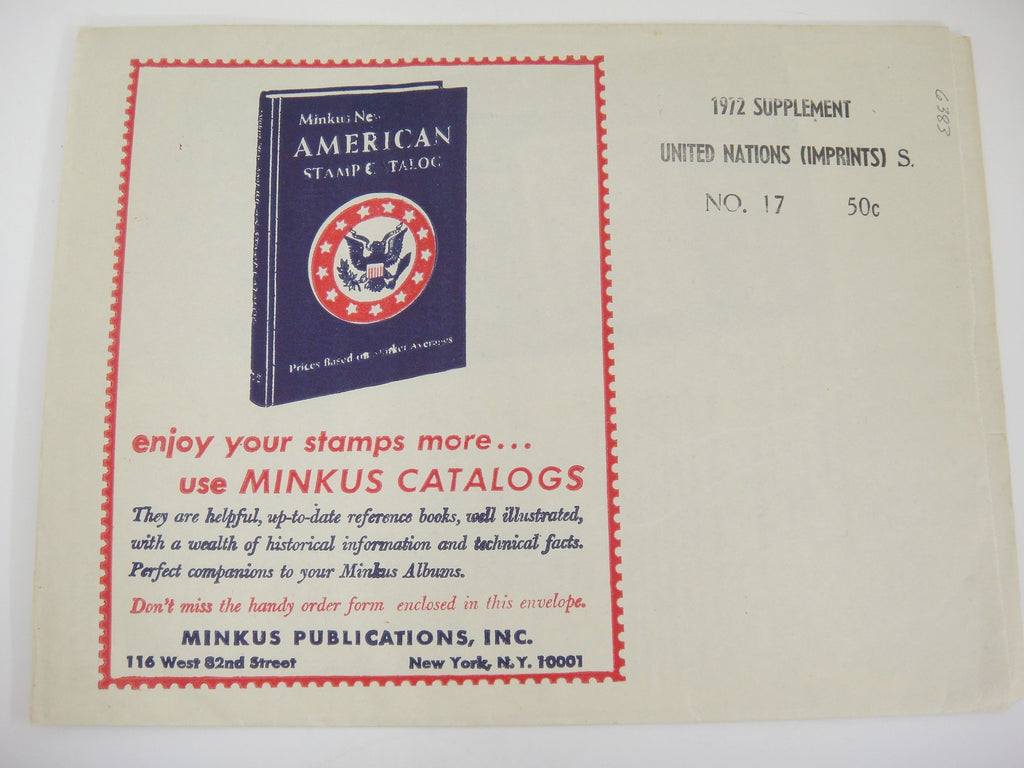 Minkus New
AMERICAN
STAMP CATALOG
Prices Based on Market Averages
enjoy your stamps more...
use MINKUS CATALOGS
They are helpful, up-to-date reference books, well illustrated,
with a wealth of historical information and technical facts.
Perfect companions to your Minkus Albums.
Don't miss the handy order form enclosed in this envelope.
MINKUS PUBLICATIONS, INC.
116 West 32nd Street New York, N.Y. 10001
1972 SUPPLEMENT
UNITED NATIONS (IMPRINTS) S.
NO. 17 50c
6383